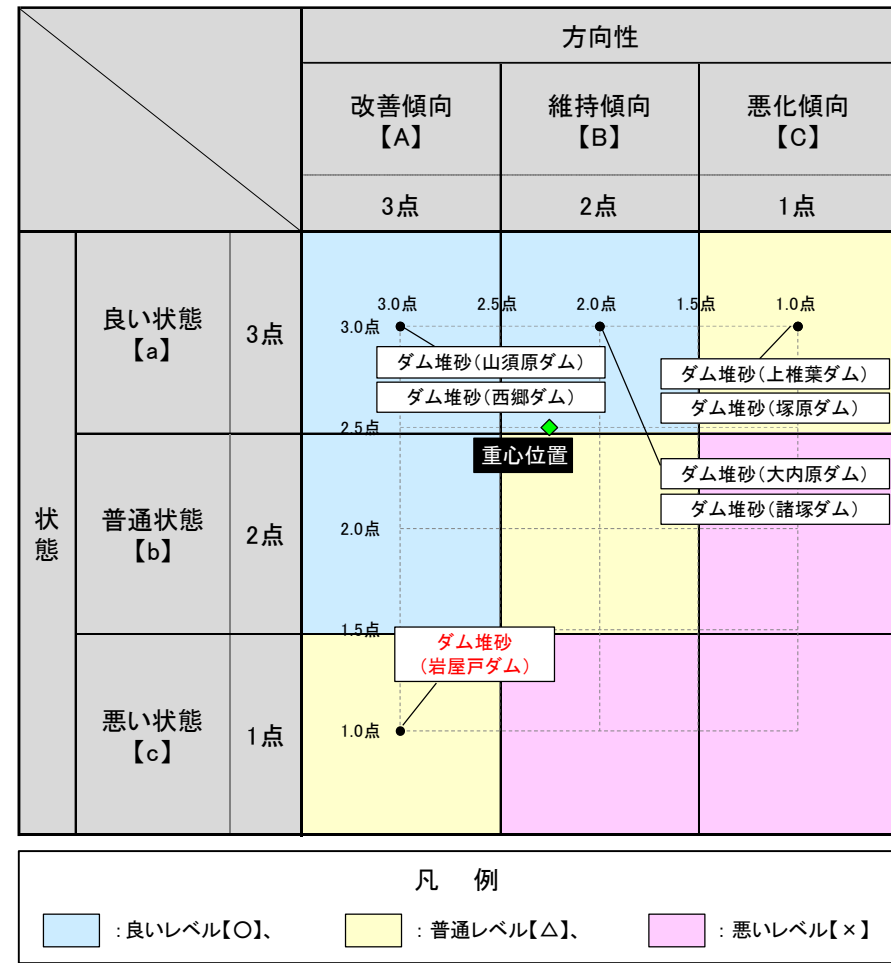 方向性
改善傾向
【A】
維持傾向
【B】
悪化傾向
【C】
3点
2点
1点
状態
良い状態
【a】
3点
普通状態
【b】
2点
悪い状態
【c】
1点
3.0点
2.5点
2.0点
1.5点
1.0点
3.0点
ダム堆砂(山須原ダム)
ダム堆砂(西郷ダム)
ダム堆砂(上椎葉ダム)
ダム堆砂(塚原ダム)
2.5点
重心位置
ダム堆砂(大内原ダム)
ダム堆砂(諸塚ダム)
2.0点
1.5点
ダム堆砂
(岩屋戸ダム)
1.0点
凡 例
:良いレベル【○】、
:普通レベル【△】、
:悪いレベル【×】